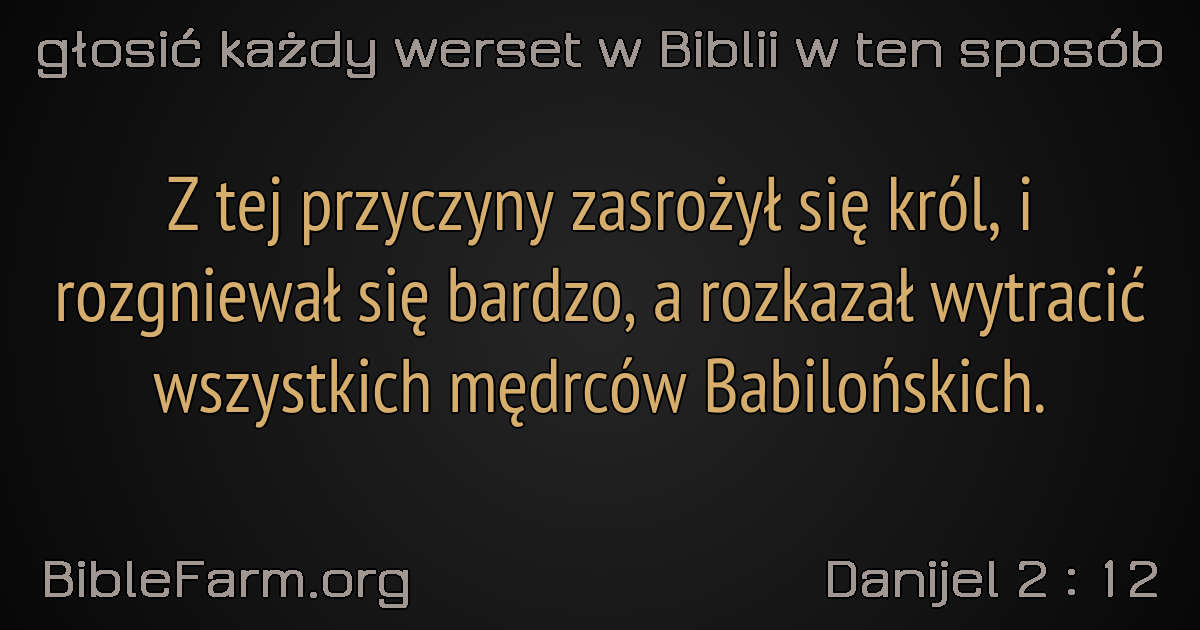 głosić każdy werset w Biblii w ten sposób
Z tej przyczyny zasrożył się król, i
rozgniewał się bardzo, a rozkazał wytracić
wszystkich mędrców Babilońskich.
BibleFarm.org
Danijel 2 : 12